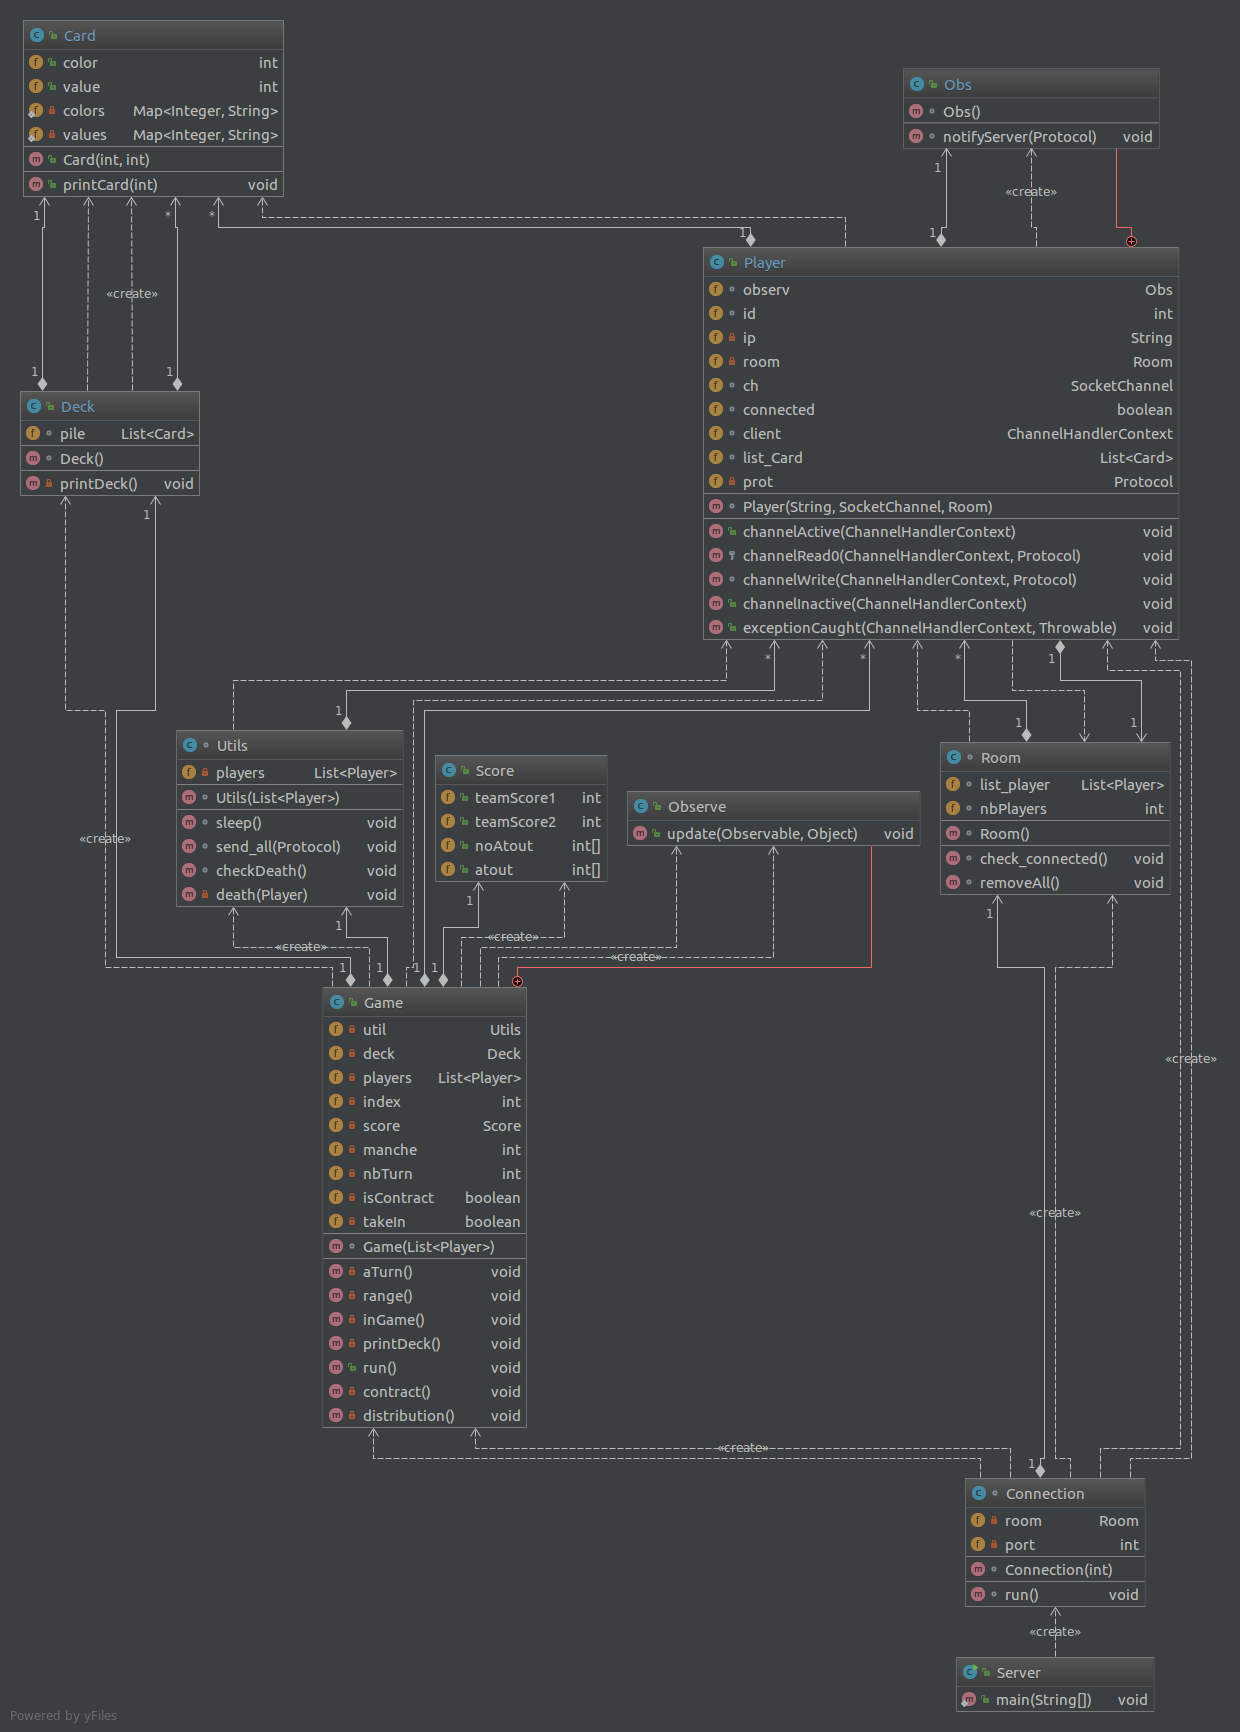 Card
color int
value int
colors Map<Integer, String>
values Map<Integer, String>
Card(int, int)
printCard(int) void
Obs
Obs()
notifyServer(Protocol) void
1
*
*
1
«create»
1
1
Player
observ Obs
id int
ip String
room Room
ch SocketChannel
connected boolean
client ChannelHandlerContext
list_Card List<Card>
prot Protocol
Player(String, SocketChannel, Room)
channelActive(ChannelHandlerContext) void
channelRead0(ChannelHandlerContext, Protocol) void
channelWrite(ChannelHandlerContext, Protocol) void
channelInactive(ChannelHandlerContext) void
exceptionCaught(ChannelHandlerContext, Throwable) void
«create»
1
1
Deck
pile List<Card>
Deck()
printDeck() void
1
*
*
*
1
1
1
1
Utils
players List<Player>
Utils(List<Player>)
sleep() void
send_all(Protocol) void
checkDeath() void
death(Player) void
Score
teamScore1 int
teamScore2 int
noAtout int[]
atout int[]
Observe
update(Observable, Object) void
Room
list_player List<Player>
nbPlayers int
Room()
check_connected() void
removeAll() void
«create»
1
1
1
«create»
«create»
«create»
1
1
1
1
Game
util Utils
deck Deck
players List<Player>
index int
score Score
manche int
nbTurn int
isContract boolean
takeIn boolean
Game(List<Player>)
aTurn() void
range() void
inGame() void
printDeck() void
run() void
contract() void
distribution() void
«create»
«create»
«create»
1
Connection
room Room
port int
Connection(int)
run() void
«create»
Server
main(String[]) void
Powered by yFiles